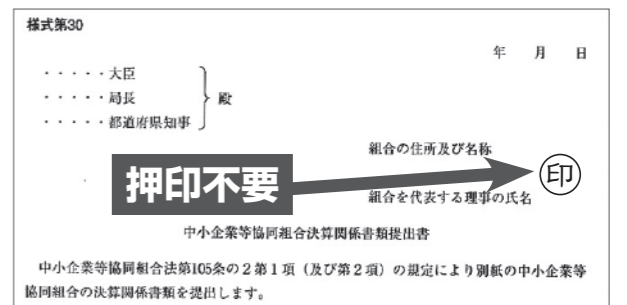 様式第30
年 月 日
・・・・・大臣
・・・・・局長
・・・・・都道府県知事
殿
組合の住所及び名称
印
押印不要
組合を代表する理事の氏名
中小企業等協同組合決算関係書類提出書
中小企業等協同組合法第105条の2第1項（及び第2項）の規定により別紙の中小企業等
協同組合の決算関係書類を提出します。